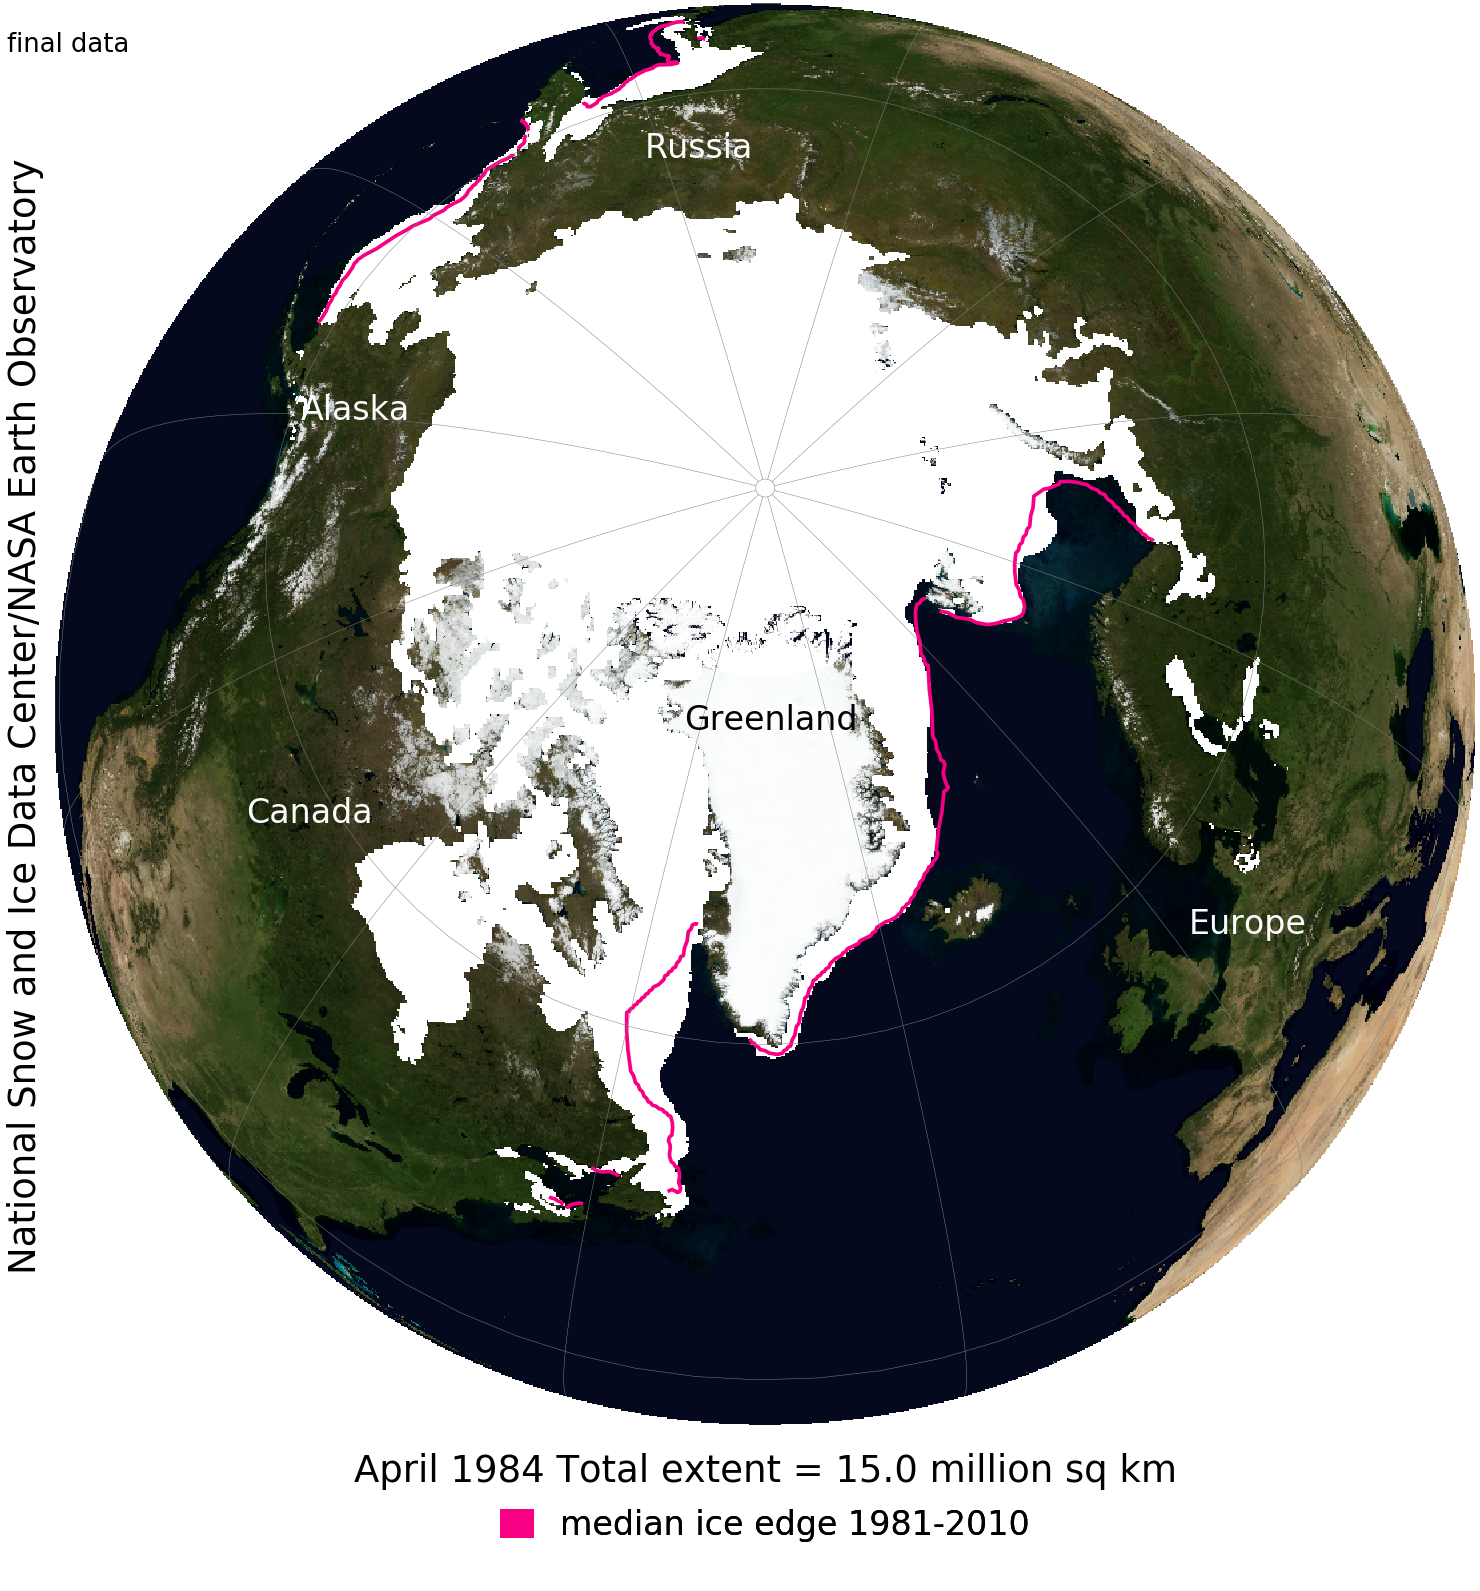 final data
National Snow and Ice Data Center/NASA Earth Observatory
Russia
Alaska
Greenland
Canada
Europe
April 1984 Total extent = 15.0 million sq km
median ice edge 1981-2010